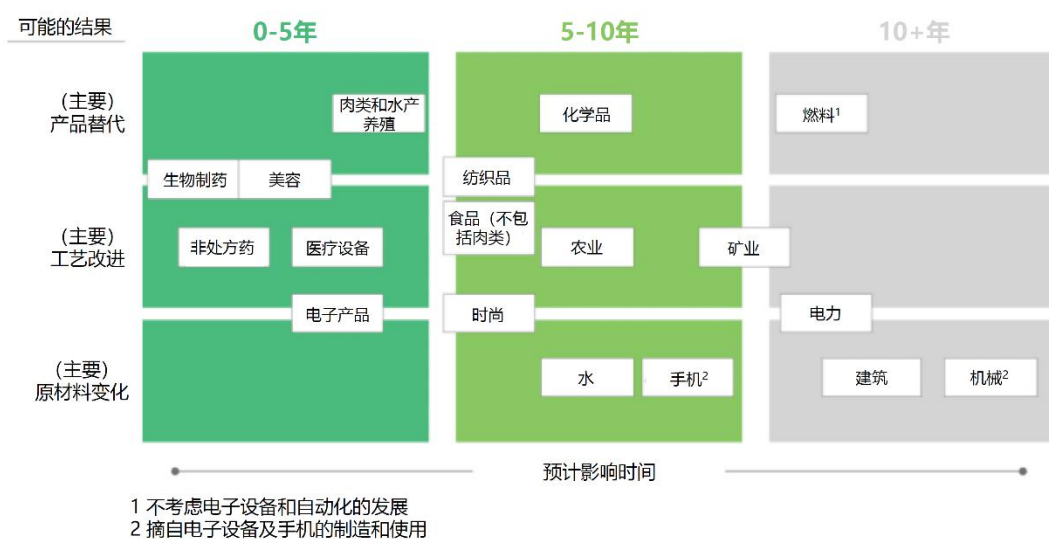 可能的结果
0-5年
5-10年
10+年
（主要）
产品替代
肉类和水产
养殖
化学品
燃料¹
生物制药
美容
纺织品
（主要）
工艺改进
非处方药
医疗设备
食品（不包
括肉类）
农业
矿业
电子产品
时尚
电力
（主要）
原材料变化
水
手机²
建筑
机械²
预计影响时间
1 不考虑电子设备和自动化的发展
2 摘自电子设备及手机的制造和使用